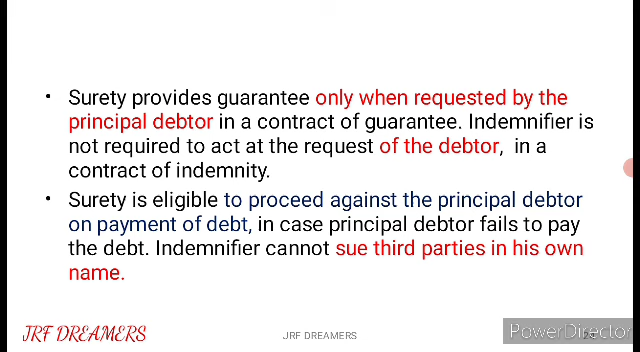 • Surety provides guarantee only when requested by the
principal debtor in a contract of guarantee. Indemnifier is
not required to act at the request of the debtor, in a
contract of indemnity.
• Surety is eligible to proceed against the principal debtor
on payment of debt, in case principal debtor fails to pay
the debt. Indemnifier cannot sue third parties in his own
name.
JRF DREAMERS
JRF DREAMERS
PowerDirector